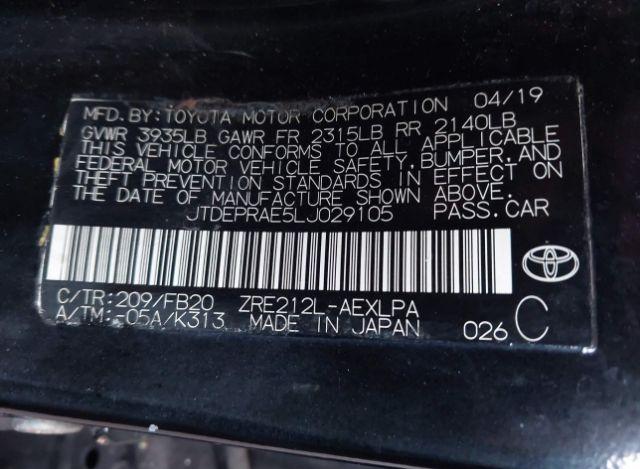 MFD.BY:TOYOTA MOTOR CORPORATION 04/19
GVWR 3935LB GAWR FR 2315LB RR 2140LB
THIS VEHICLE CONFORMS TO ALL APPLICABLE
FEDERAL MOTOR VEHICLE SAFETY,BUMPER,AND
THEFT PREVENTION STANDARDS IN EFFECT ON
THE DATE OF MANUFACTURE SHOWN ABOVE.
JTDEPRAE5LJ029105 PASS.CAR
C/TR:209/FB20 ZRE212L-AEXLPA
A/TM:-05A/K313 MADE IN JAPAN 026 C